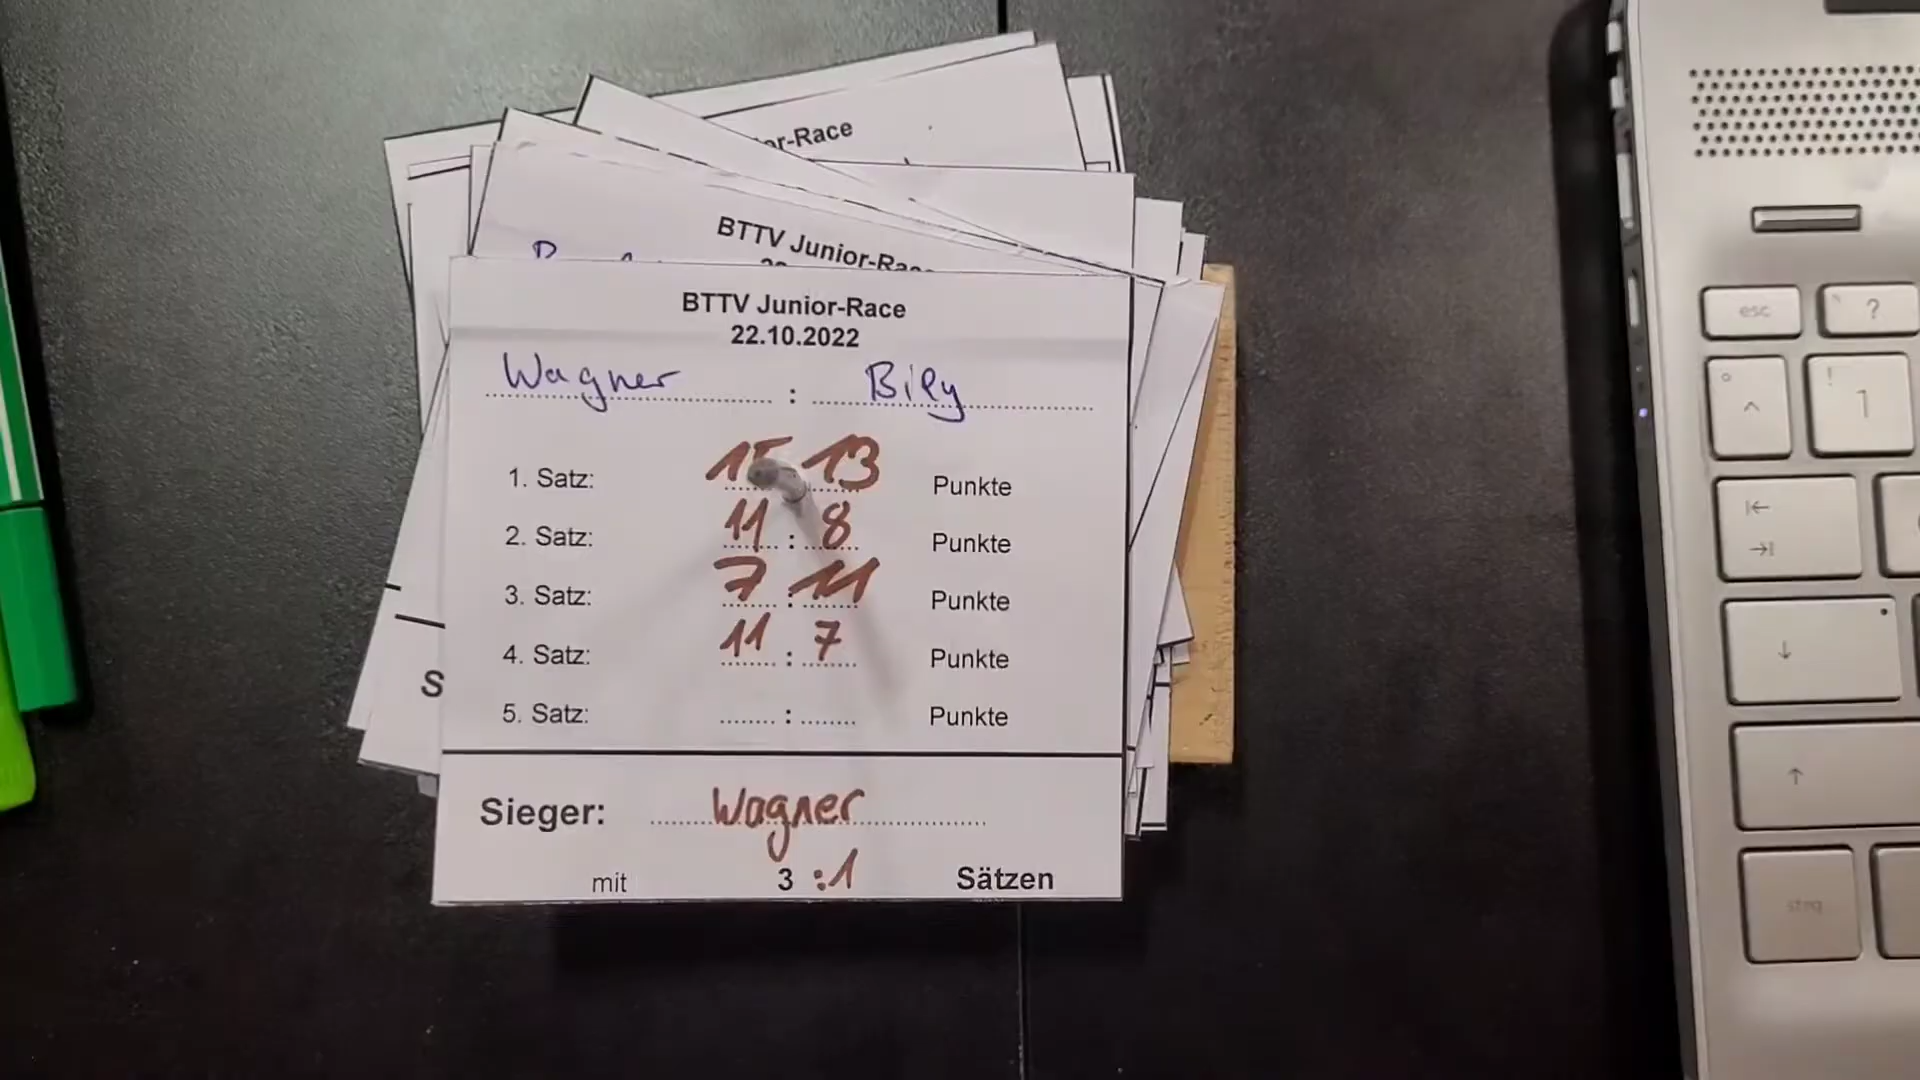 or-Race
BTTV Junior-Race
BTTV Junior-Race
22.10.2022
Wagner : Bily
1. Satz: 15 13 Punkte
2. Satz: 11 : 8 Punkte
3. Satz: 7 : 11 Punkte
4. Satz: 11 : 7 Punkte
5. Satz: ........ : ........ Punkte
S
Sieger: Wagner
mit 3 :1 Sätzen
esc
?
°
^
!
1
strg